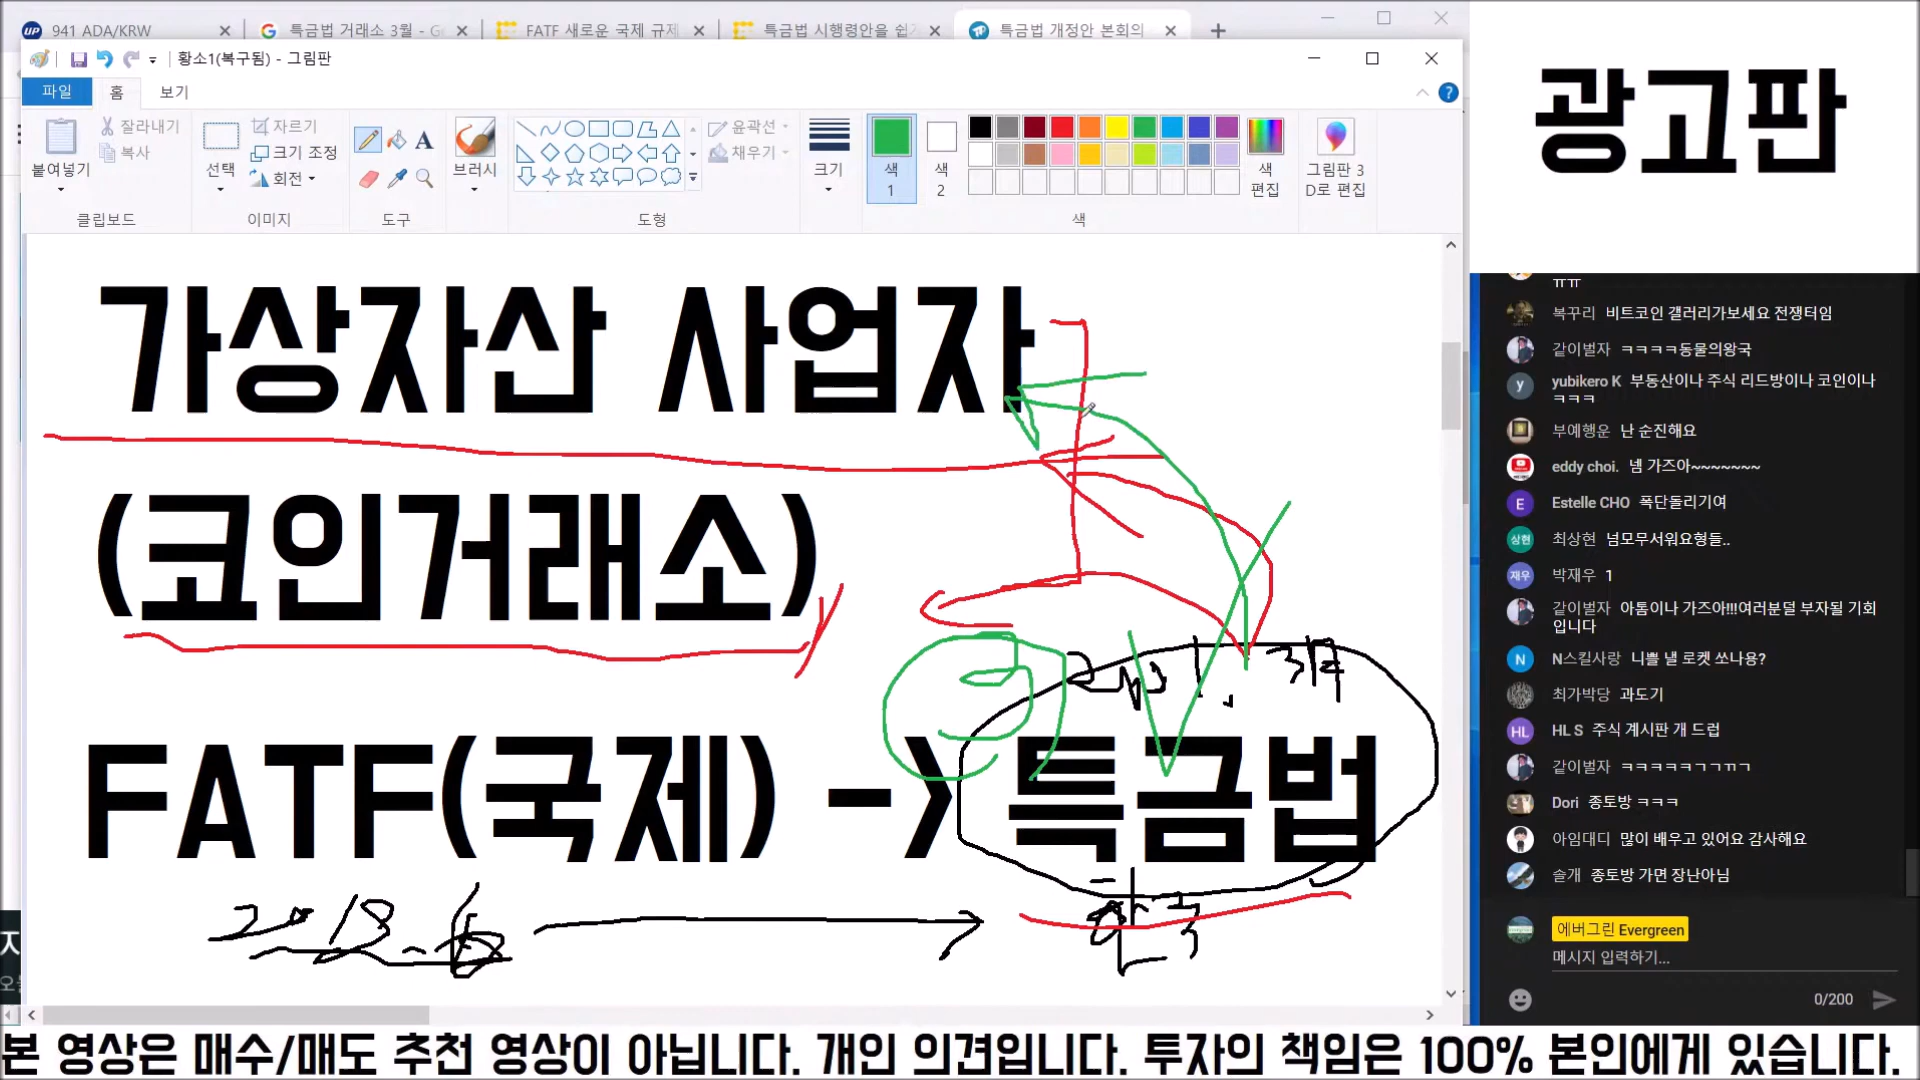 941 ADA/KRW
특금법 거래소 3월 - G
FATF 새로운 국제 규제
특금법 시행령안을 쉽
특금법 개정안 본회의
황소1(복구됨) - 그림판
파일
홈
보기
붙여넣기
잘라내기
복사
클립보드
선택
자르기
크기 조정
회전
이미지
도구
브러시
윤곽선
채우기
도형
크기
색
1
색
2
색
편집
색
그림판 3
D로 편집
가상자산 사업자
(코인거래소)
FATF(국제) -> 특금법
광고판
ㅠㅠ
복꾸리 비트코인 갤러리가보세요 전쟁터임
같이벌자 ㅋㅋㅋㅋ동물의왕국
yubikero K 부동산이나 주식 리드방이나 코인이나
ㅋㅋㅋ
부예행운 난 순진해요
eddy choi. 넴 가즈아~~~~~~~
Estelle CHO 폭단돌리기여
최상현 넘모무서워요형들..
박재우 1
같이벌자 아톰이나 가즈아!!!여러분덜 부자될 기회
입니다
N스킬사랑 니쁠 낼 로켓 쏘나용?
최가박당 과도기
HL S 주식 계시판 개 드럽
같이벌자 ㅋㅋㅋㅋㅋㄱㄱㄲㄱ
Dori 종토방 ㅋㅋㅋ
아임대디 많이 배우고 있어요 감사해요
슬개 종토방 가면 장난아님
에버그린 Evergreen
메시지 입력하기...
0/200
본 영상은 매수/매도 추천 영상이 아닙니다. 개인 의견입니다. 투자의 책임은 100% 본인에게 있습니다.